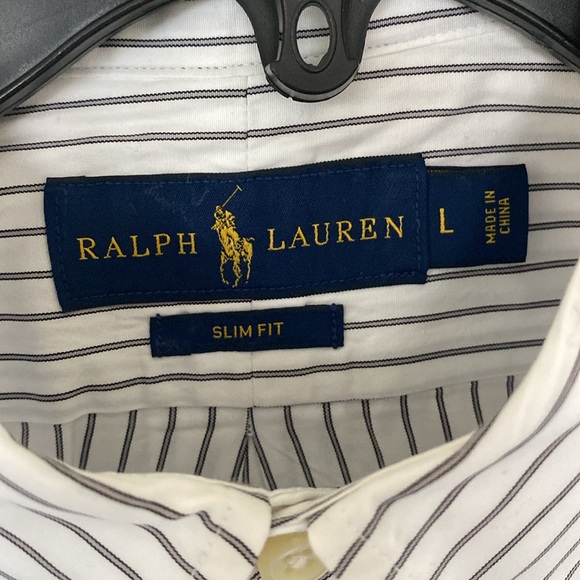 RALPH LAUREN
L
MADE IN
CHINA
SLIM FIT